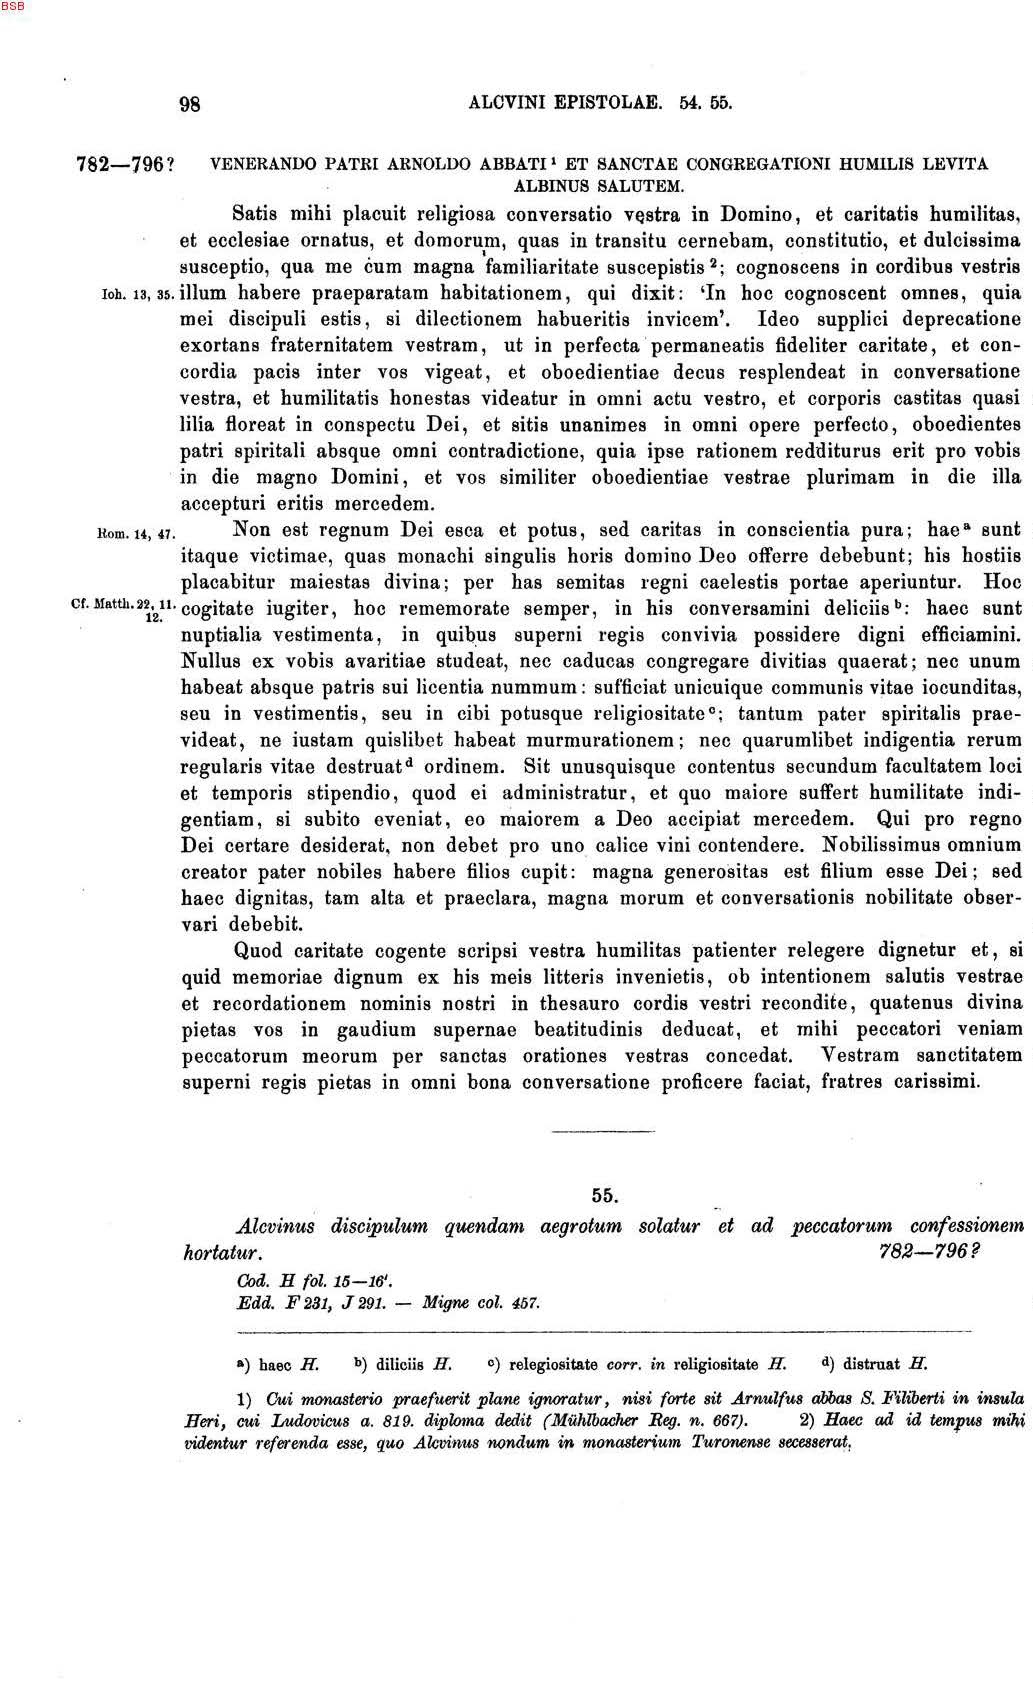 BSB
98 ALCVINI EPISTOLAE. 54. 55.
782—796? VENERANDO PATRI ARNOLDO ABBATI¹ ET SANCTAE CONGREGATIONI HUMILIS LEVITA
ALBINUS SALUTEM.
Satis mihi placuit religiosa conversatio vęstra in Domino, et caritatis humilitas,
et ecclesiae ornatus, et domorum, quas in transitu cernebam, constitutio, et dulcissima
susceptio, qua me cum magna familiaritate suscepistis²; cognoscens in cordibus vestris
Ioh. 13, 35. illum habere praeparatam habitationem, qui dixit: ‘In hoc cognoscent omnes, quia
mei discipuli estis, si dilectionem habueritis invicem’. Ideo supplici deprecatione
exortans fraternitatem vestram, ut in perfecta permaneatis fideliter caritate, et con-
cordia pacis inter vos vigeat, et oboedientiae decus resplendeat in conversatione
vestra, et humilitatis honestas videatur in omni actu vestro, et corporis castitas quasi
lilia floreat in conspectu Dei, et sitis unanimes in omni opere perfecto, oboedientes
patri spiritali absque omni contradictione, quia ipse rationem redditurus erit pro vobis
in die magno Domini, et vos similiter oboedientiae vestrae plurimam in die illa
accepturi eritis mercedem.
Rom. 14, 47. Non est regnum Dei esca et potus, sed caritas in conscientia pura; haeᵃ sunt
itaque victimae, quas monachi singulis horis domino Deo offerre debebunt; his hostiis
placabitur maiestas divina; per has semitas regni caelestis portae aperiuntur. Hoc
Cf. Matth. 22, 11. 12. cogitate iugiter, hoc rememorate semper, in his conversamini deliciisᵇ: haec sunt
nuptialia vestimenta, in quibus superni regis convivia possidere digni efficiamini.
Nullus ex vobis avaritiae studeat, nec caducas congregare divitias quaerat; nec unum
habeat absque patris sui licentia nummum: sufficiat unicuique communis vitae iocunditas,
seu in vestimentis, seu in cibi potusque religiositateᶜ; tantum pater spiritalis prae-
videat, ne iustam quislibet habeat murmurationem; nec quarumlibet indigentia rerum
regularis vitae destruatᵈ ordinem. Sit unusquisque contentus secundum facultatem loci
et temporis stipendio, quod ei administratur, et quo maiore suffert humilitate indi-
gentiam, si subito eveniat, eo maiorem a Deo accipiat mercedem. Qui pro regno
Dei certare desiderat, non debet pro uno calice vini contendere. Nobilissimus omnium
creator pater nobiles habere filios cupit: magna generositas est filium esse Dei; sed
haec dignitas, tam alta et praeclara, magna morum et conversationis nobilitate obser-
vari debebit.
Quod caritate cogente scripsi vestra humilitas patienter relegere dignetur et, si
quid memoriae dignum ex his meis litteris invenietis, ob intentionem salutis vestrae
et recordationem nominis nostri in thesauro cordis vestri recondite, quatenus divina
pietas vos in gaudium supernae beatitudinis deducat, et mihi peccatori veniam
peccatorum meorum per sanctas orationes vestras concedat. Vestram sanctitatem
superni regis pietas in omni bona conversatione proficere faciat, fratres carissimi.
55.
Alcvinus discipulum quendam aegrotum solatur et ad peccatorum confessionem
hortatur. 782—796?
Cod. H fol. 15—16'.
Edd. F 231, J 291. — Migne col. 457.
ᵃ) haec H. ᵇ) diliciis H. ᶜ) relegiositate corr. in religiositate H. ᵈ) distruat H.
1) Cui monasterio praefuerit plane ignoratur, nisi forte sit Arnulfus abbas S. Filiberti in insula
Heri, cui Ludovicus a. 819. diploma dedit (Mühlbacher Reg. n. 667). 2) Haec ad id tempus mihi
videntur referenda esse, quo Alcvinus nondum in monasterium Turonense secesserat.